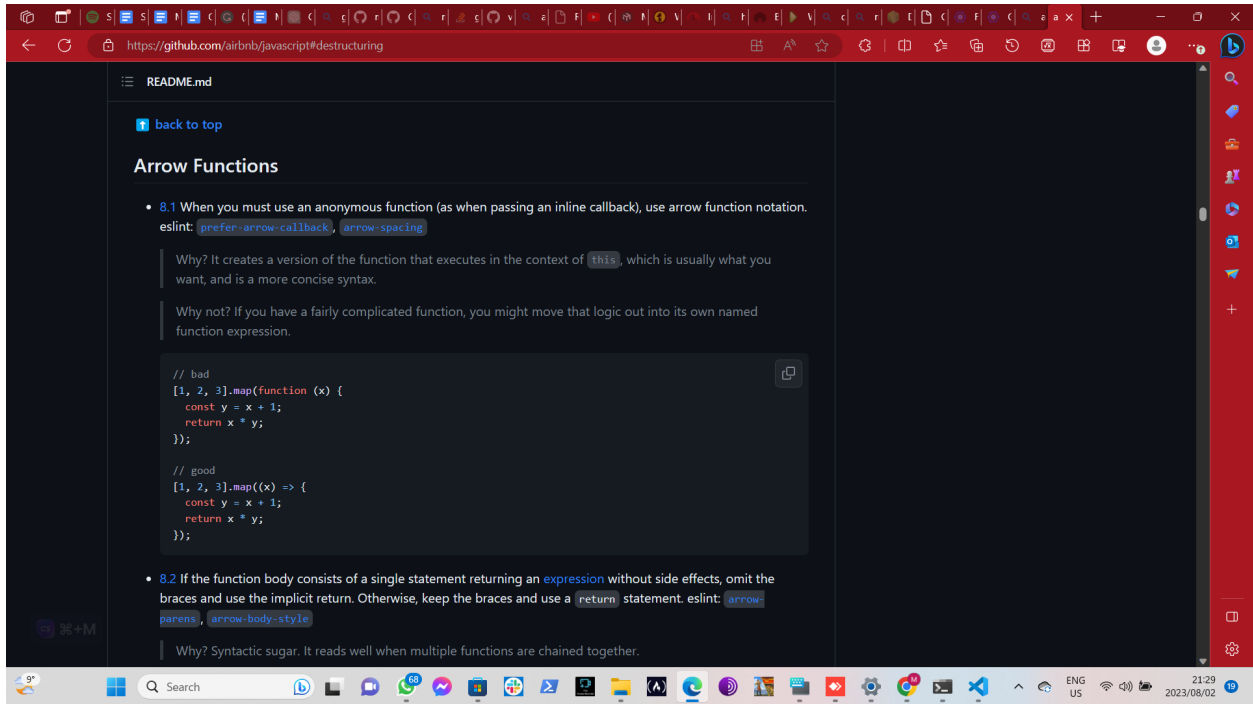 https://github.com/airbnb/javascript#destructuring
README.md
back to top
Arrow Functions
8.1 When you must use an anonymous function (as when passing an inline callback), use arrow function notation.
eslint: prefer-arrow-callback, arrow-spacing
Why? It creates a version of the function that executes in the context of this, which is usually what you
want, and is a more concise syntax.
Why not? If you have a fairly complicated function, you might move that logic out into its own named
function expression.
// bad
[1, 2, 3].map(function (x) {
const y = x + 1;
return x * y;
});
// good
[1, 2, 3].map((x) => {
const y = x + 1;
return x * y;
});
8.2 If the function body consists of a single statement returning an expression without side effects, omit the
braces and use the implicit return. Otherwise, keep the braces and use a return statement. eslint: arrow-
parens, arrow-body-style
⌘+M
Why? Syntactic sugar. It reads well when multiple functions are chained together.
9°
Search
68
ENG
US
21:29
2023/08/02
19